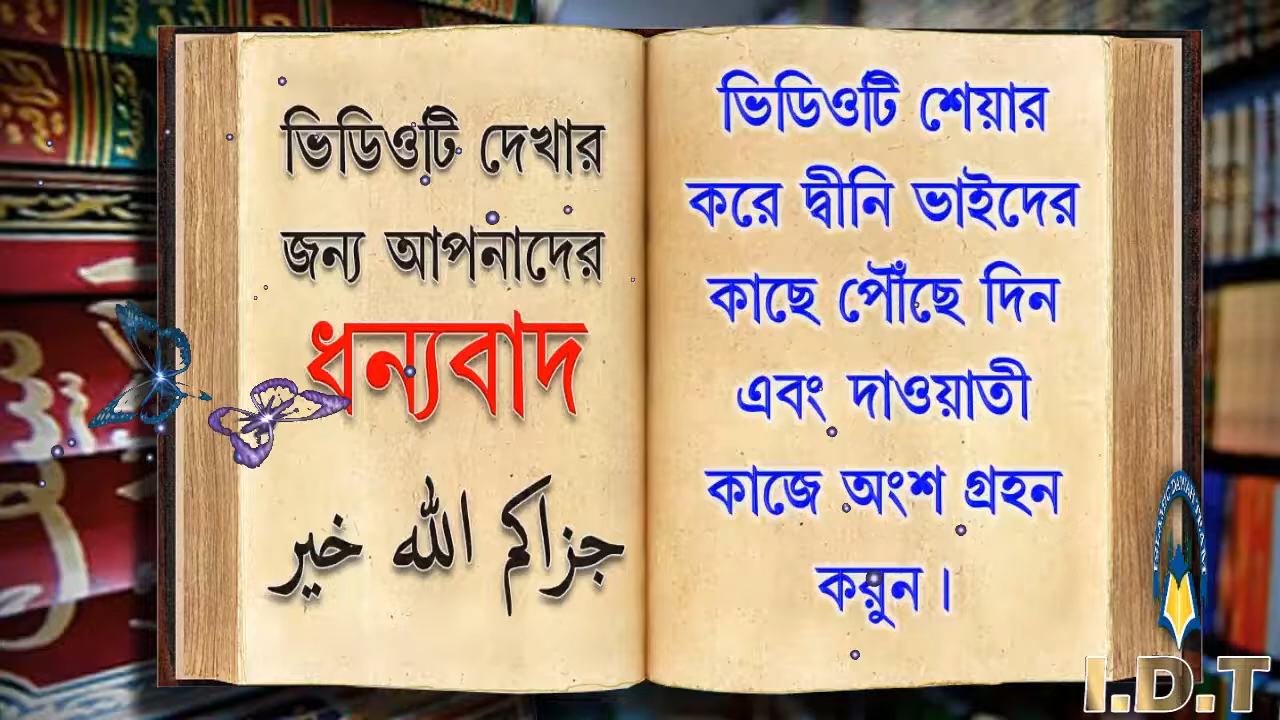 ভিডিওটি দেখার
জন্য আপনাদের
ধন্যবাদ
جزاكم الله خير
ভিডিওটি শেয়ার
করে দ্বীনি ভাইদের
কাছে পৌঁছে দিন
এবং দাওয়াতী
কাজে অংশ গ্রহন
করুন।
I.D.T